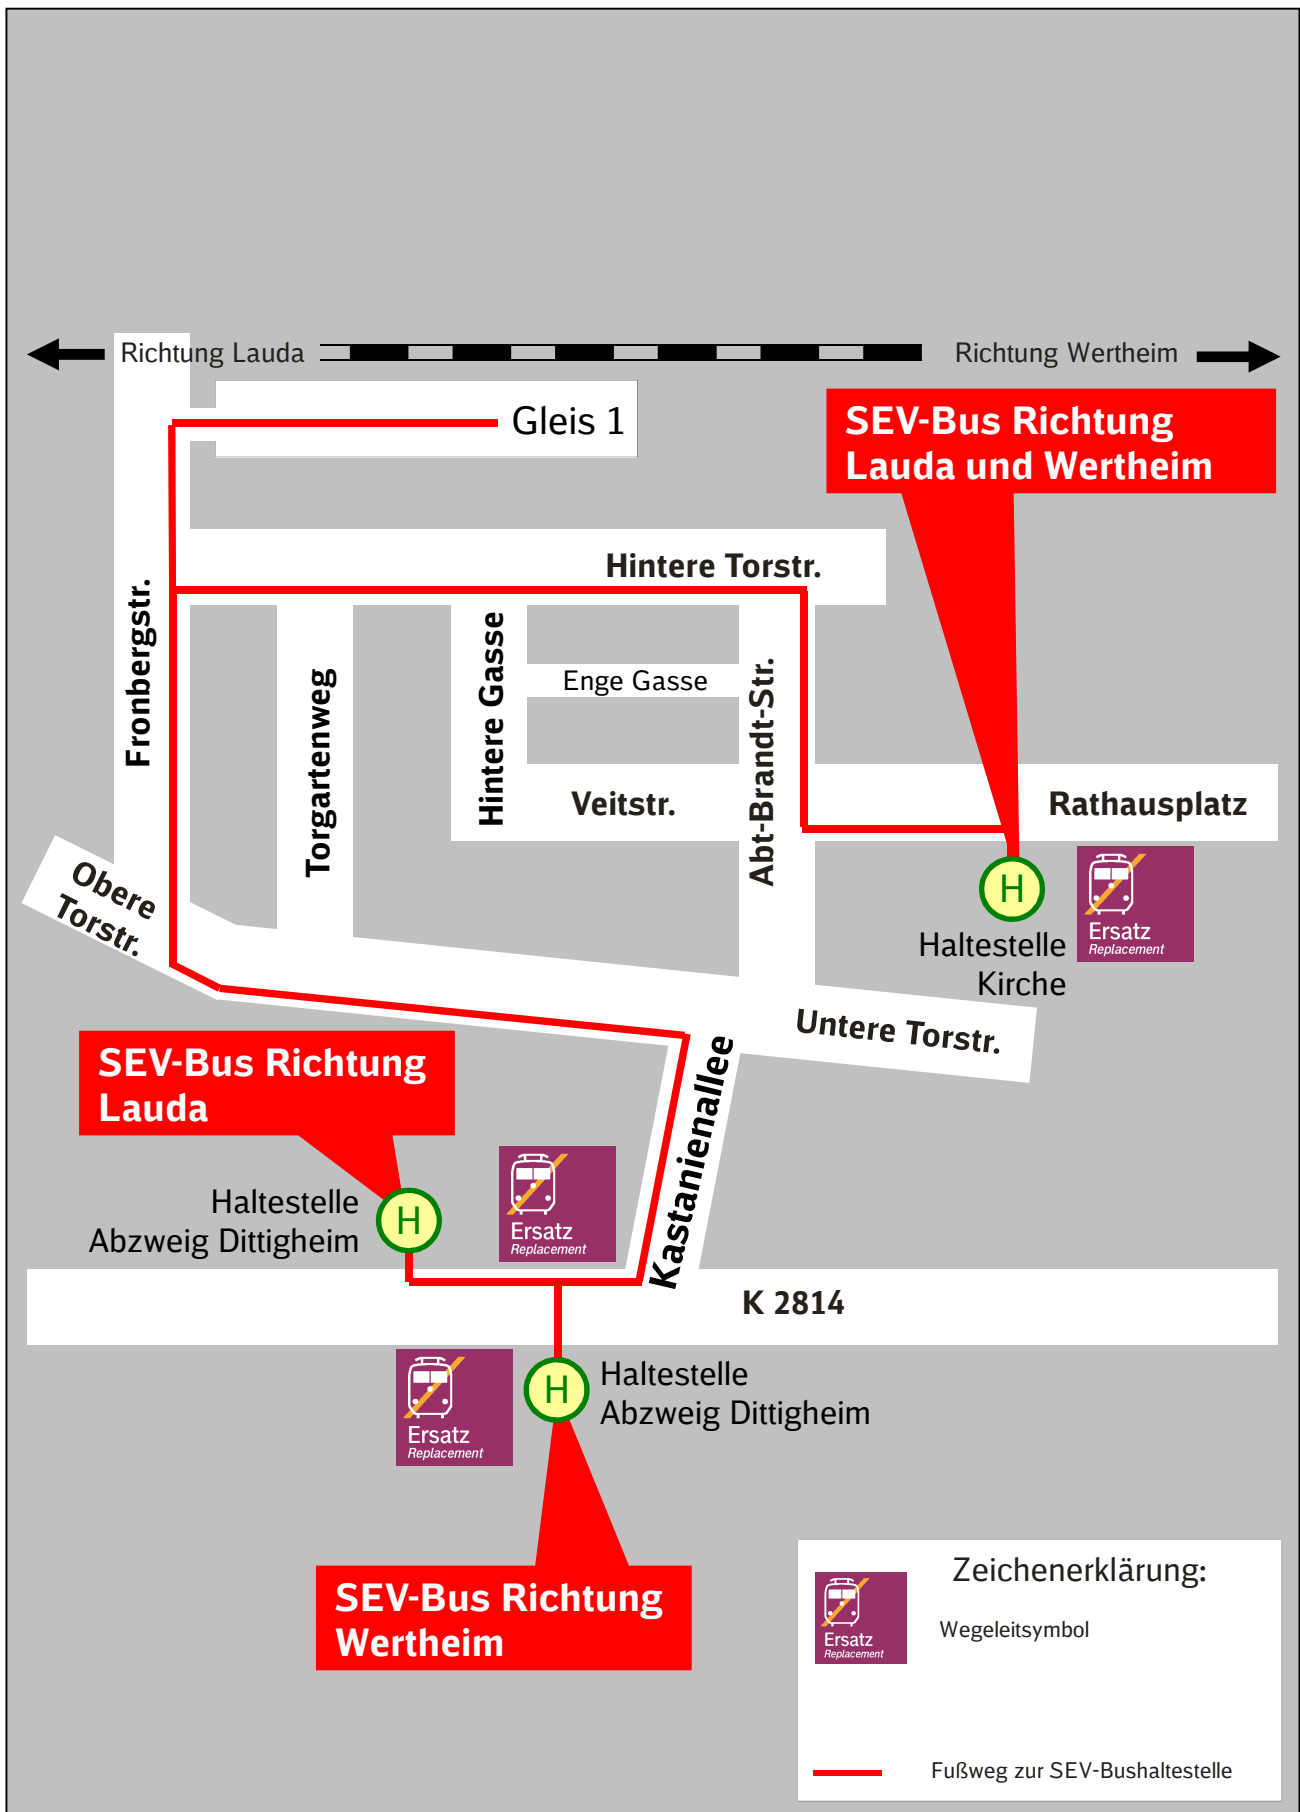 Richtung Lauda
Richtung Wertheim
Gleis 1
SEV-Bus Richtung
Lauda und Wertheim
Hintere Torstr.
Fronbergstr.
Torgartenweg
Hintere Gasse
Enge Gasse
Abt-Brandt-Str.
Veitstr.
Rathausplatz
Obere
Torstr.
H
Haltestelle
Kirche
Ersatz
Replacement
Untere Torstr.
Kastanienallee
SEV-Bus Richtung
Lauda
Haltestelle
Abzweig Dittigheim
H
Ersatz
Replacement
K 2814
Ersatz
Replacement
H
Haltestelle
Abzweig Dittigheim
SEV-Bus Richtung
Wertheim
Zeichenerklärung:
Ersatz
Replacement
Wegeleitsymbol
Fußweg zur SEV-Bushaltestelle